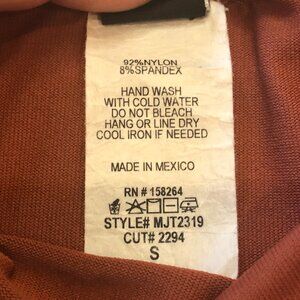 92%NYLON
8%SPANDEX
HAND WASH
WITH COLD WATER
DO NOT BLEACH
HANG OR LINE DRY
COOL IRON IF NEEDED
MADE IN MEXICO
RN # 158264
STYLE# MJT2319
CUT# 2294
S